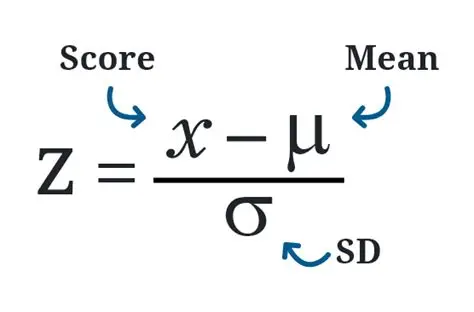 Score Mean
Z = x − μ
σ
SD